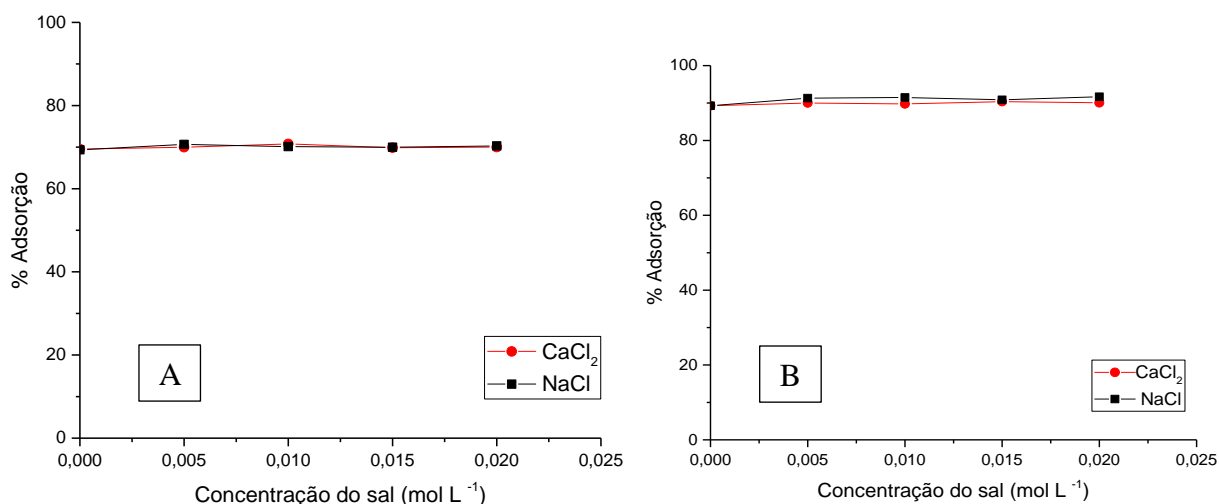 100
80
60
40
20
0
% Adsorção
A
CaCl₂
NaCl
0,000 0,005 0,010 0,015 0,020 0,025
Concentração do sal (mol L ⁻¹)
100
80
60
40
20
0
% Adsorção
B
CaCl₂
NaCl
0,000 0,005 0,010 0,015 0,020 0,025
Concentração do sal (mol L ⁻¹)